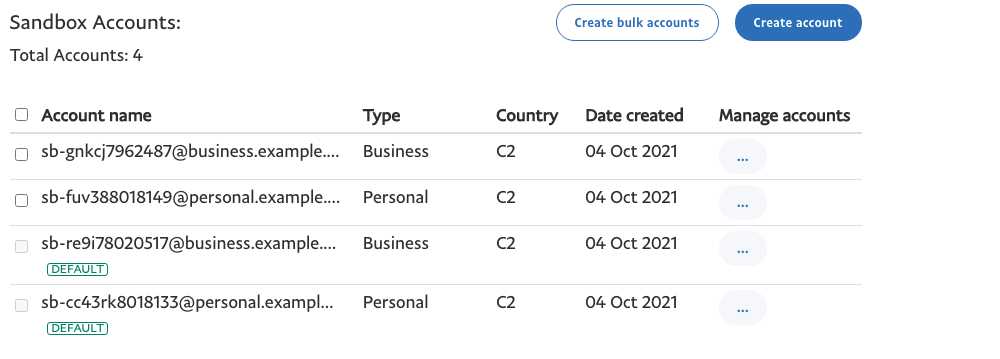 Sandbox Accounts:
Create bulk accounts
Create account
Total Accounts: 4
Account name Type Country Date created Manage accounts
sb-gnkcj7962487@business.example.... Business C2 04 Oct 2021 ...
sb-fuv388018149@personal.example.... Personal C2 04 Oct 2021 ...
sb-re9i78020517@business.example.... Business C2 04 Oct 2021 ...
DEFAULT
sb-cc43rk8018133@personal.exampl... Personal C2 04 Oct 2021 ...
DEFAULT